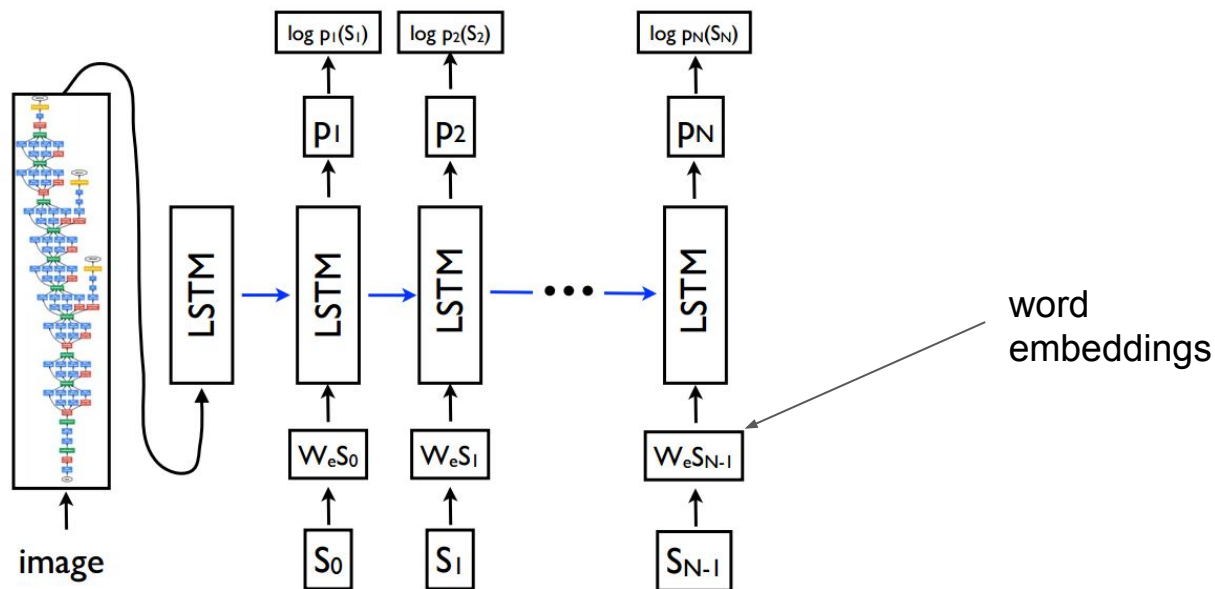 log p₁(S₁) log p₂(S₂) log pN(SN)
p₁ p₂ pN
LSTM LSTM LSTM LSTM
word
embeddings
WₑS₀ WₑS₁ WₑSN-1
image S₀ S₁ SN-1